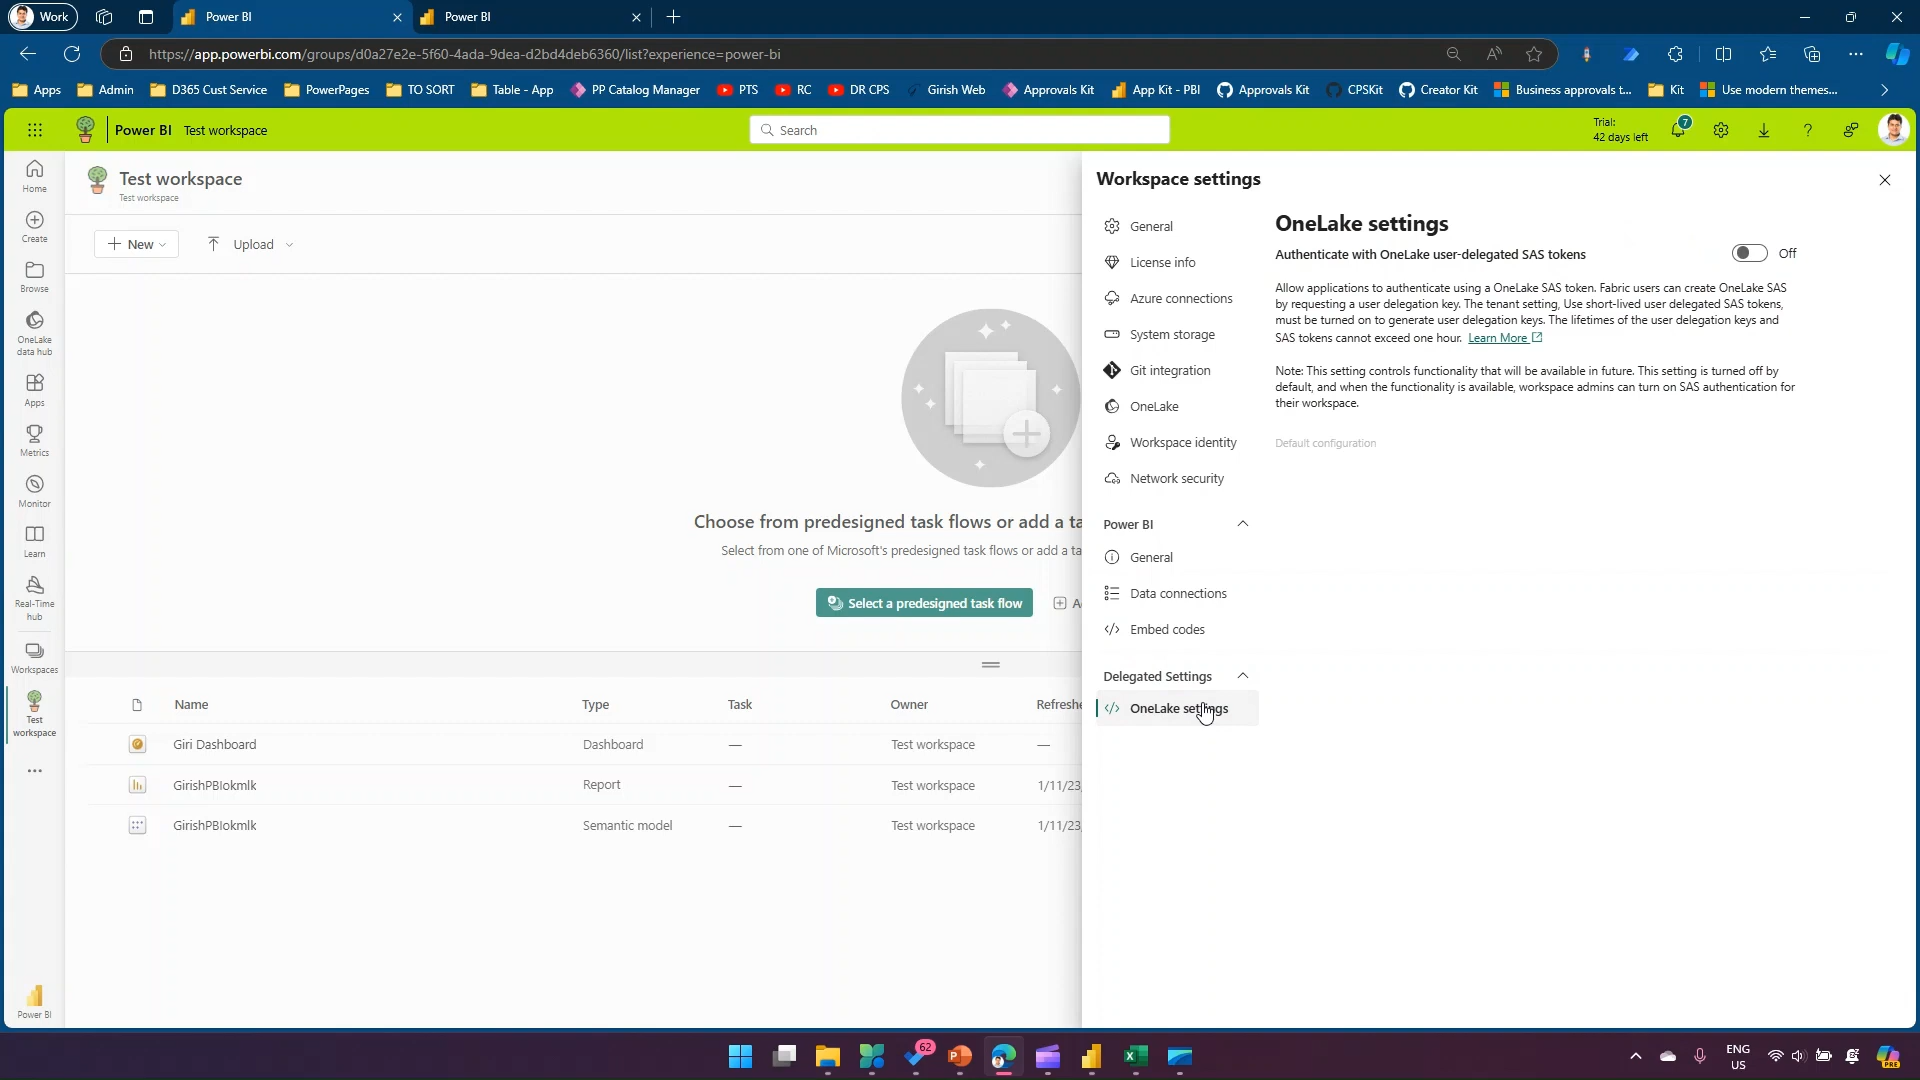 Work
Power BI
Power BI
https://app.powerbi.com/groups/d0a27e2e-5f60-4ada-9dea-d2bd4deb6360/list?experience=power-bi
Apps
Admin
D365 Cust Service
PowerPages
TO SORT
Table - App
PP Catalog Manager
PTS
RC
DR CPS
Girish Web
Approvals Kit
App Kit - PBI
Approvals Kit
CPSKit
Creator Kit
Business approvals t...
Kit
Use modern themes...
Power BI Test workspace
Search
Trial:
42 days left
7
Home
Create
Browse
OneLake
data hub
Apps
Metrics
Monitor
Learn
Real-Time
hub
Workspaces
Test
workspace
Power BI
Test workspace
Test workspace
New
Upload
Choose from predesigned task flows or add a ta
Select from one of Microsoft's predesigned task flows or add a ta
Select a predesigned task flow
A
Name Type Task Owner Refreshe
Giri Dashboard Dashboard — Test workspace —
GirishPBIokmlk Report — Test workspace 1/11/23,
GirishPBIokmlk Semantic model — Test workspace 1/11/23,
Workspace settings
General
License info
Azure connections
System storage
Git integration
OneLake
Workspace identity
Network security
Power BI
General
Data connections
Embed codes
Delegated Settings
OneLake settings
OneLake settings
Authenticate with OneLake user-delegated SAS tokens
Off
Allow applications to authenticate using a OneLake SAS token. Fabric users can create OneLake SAS
by requesting a user delegation key. The tenant setting, Use short-lived user delegated SAS tokens,
must be turned on to generate user delegation keys. The lifetimes of the user delegation keys and
SAS tokens cannot exceed one hour. Learn More
Note: This setting controls functionality that will be available in future. This setting is turned off by
default, and when the functionality is available, workspace admins can turn on SAS authentication for
their workspace.
Default configuration
62
ENG
US
PRE